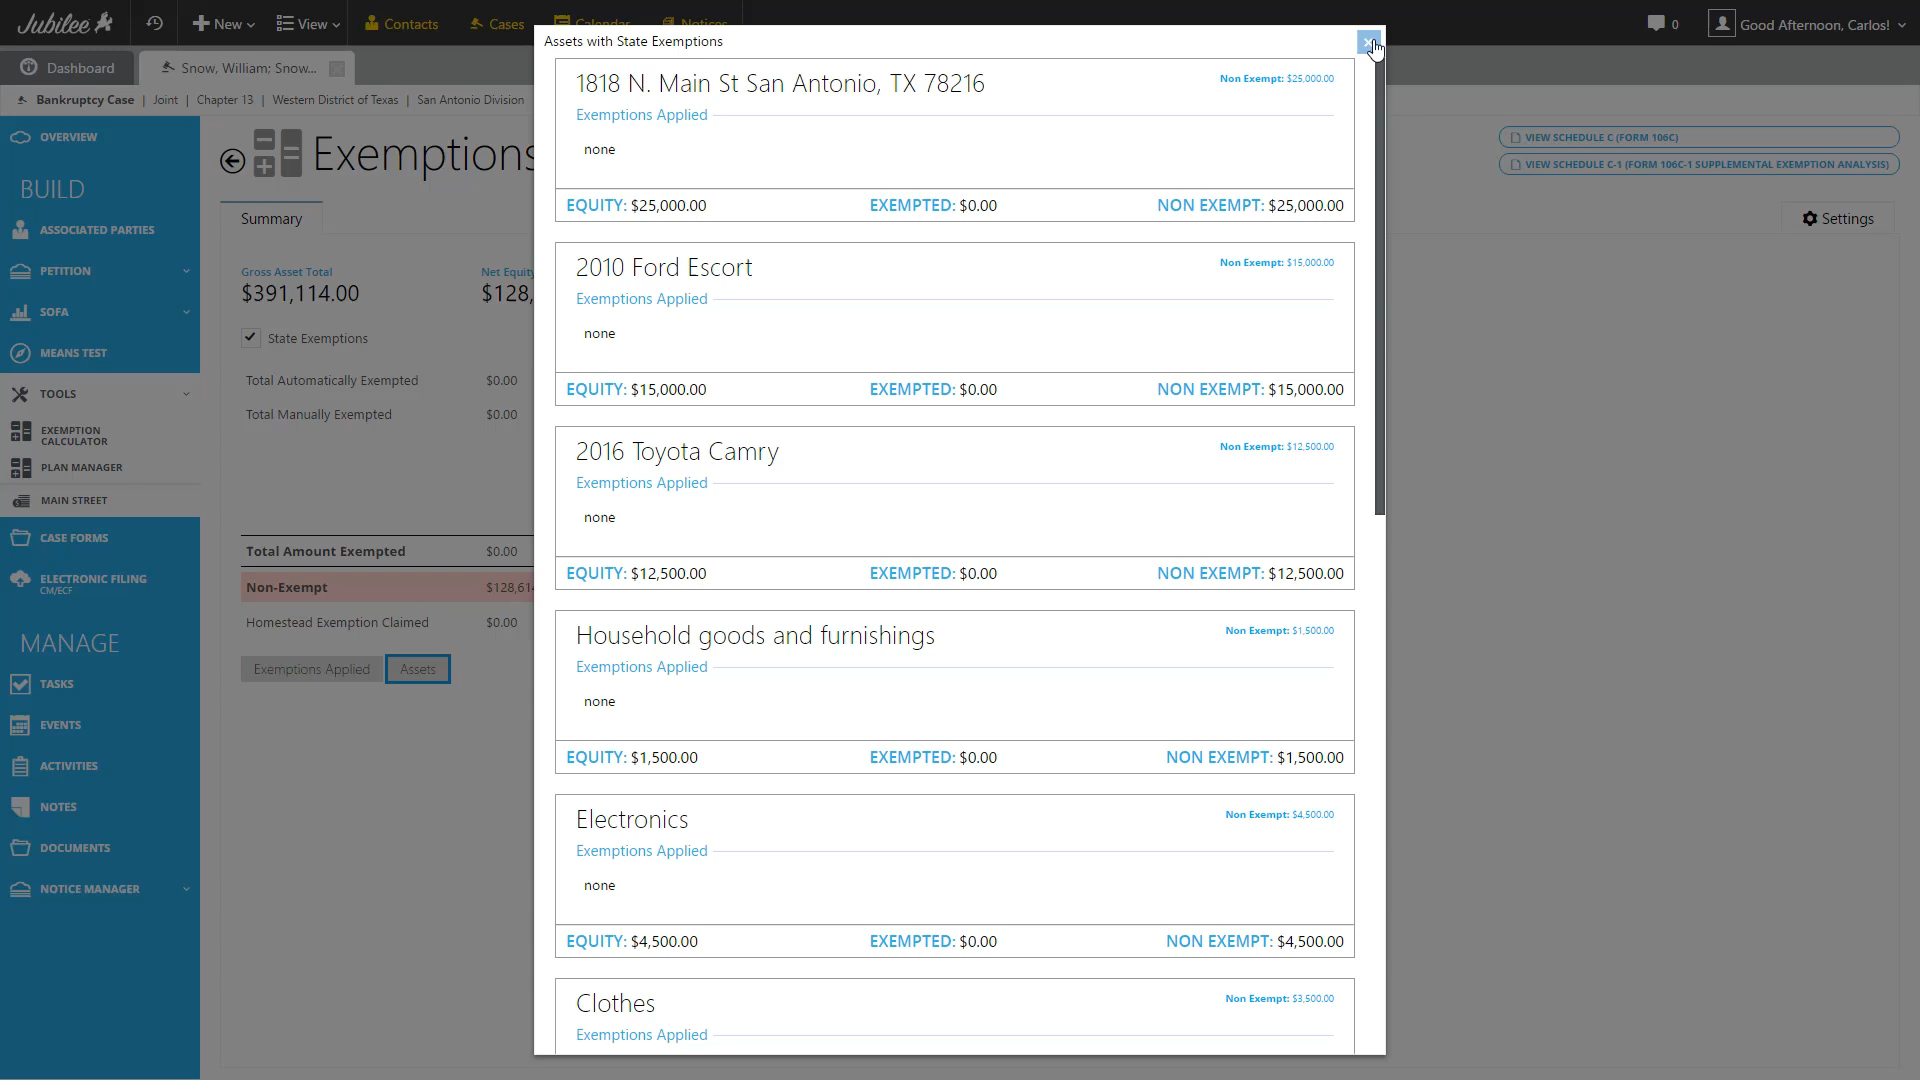 Jubilee
New
View
Contacts
Cases
Calendar
Notices
0
Good Afternoon, Carlos!
Dashboard
Snow, William; Snow...
Bankruptcy Case | Joint | Chapter 13 | Western District of Texas | San Antonio Division
OVERVIEW
BUILD
ASSOCIATED PARTIES
PETITION
SOFA
MEANS TEST
TOOLS
EXEMPTION
CALCULATOR
PLAN MANAGER
MAIN STREET
CASE FORMS
ELECTRONIC FILING
CM/ECF
MANAGE
TASKS
EVENTS
ACTIVITIES
NOTES
DOCUMENTS
NOTICE MANAGER
Exemptions
VIEW SCHEDULE C (FORM 106C)
VIEW SCHEDULE C-1 (FORM 106C-1 SUPPLEMENTAL EXEMPTION ANALYSIS)
Summary
Settings
Gross Asset Total
$391,114.00
Net Equity
$128,
State Exemptions
Total Automatically Exempted $0.00
Total Manually Exempted $0.00
Total Amount Exempted $0.00
Non-Exempt $128,614
Homestead Exemption Claimed $0.00
Exemptions Applied
Assets
Assets with State Exemptions
1818 N. Main St San Antonio, TX 78216
Non Exempt: $25,000.00
Exemptions Applied
none
EQUITY: $25,000.00 EXEMPTED: $0.00 NON EXEMPT: $25,000.00
2010 Ford Escort
Non Exempt: $15,000.00
Exemptions Applied
none
EQUITY: $15,000.00 EXEMPTED: $0.00 NON EXEMPT: $15,000.00
2016 Toyota Camry
Non Exempt: $12,500.00
Exemptions Applied
none
EQUITY: $12,500.00 EXEMPTED: $0.00 NON EXEMPT: $12,500.00
Household goods and furnishings
Non Exempt: $1,500.00
Exemptions Applied
none
EQUITY: $1,500.00 EXEMPTED: $0.00 NON EXEMPT: $1,500.00
Electronics
Non Exempt: $4,500.00
Exemptions Applied
none
EQUITY: $4,500.00 EXEMPTED: $0.00 NON EXEMPT: $4,500.00
Clothes
Non Exempt: $3,500.00
Exemptions Applied